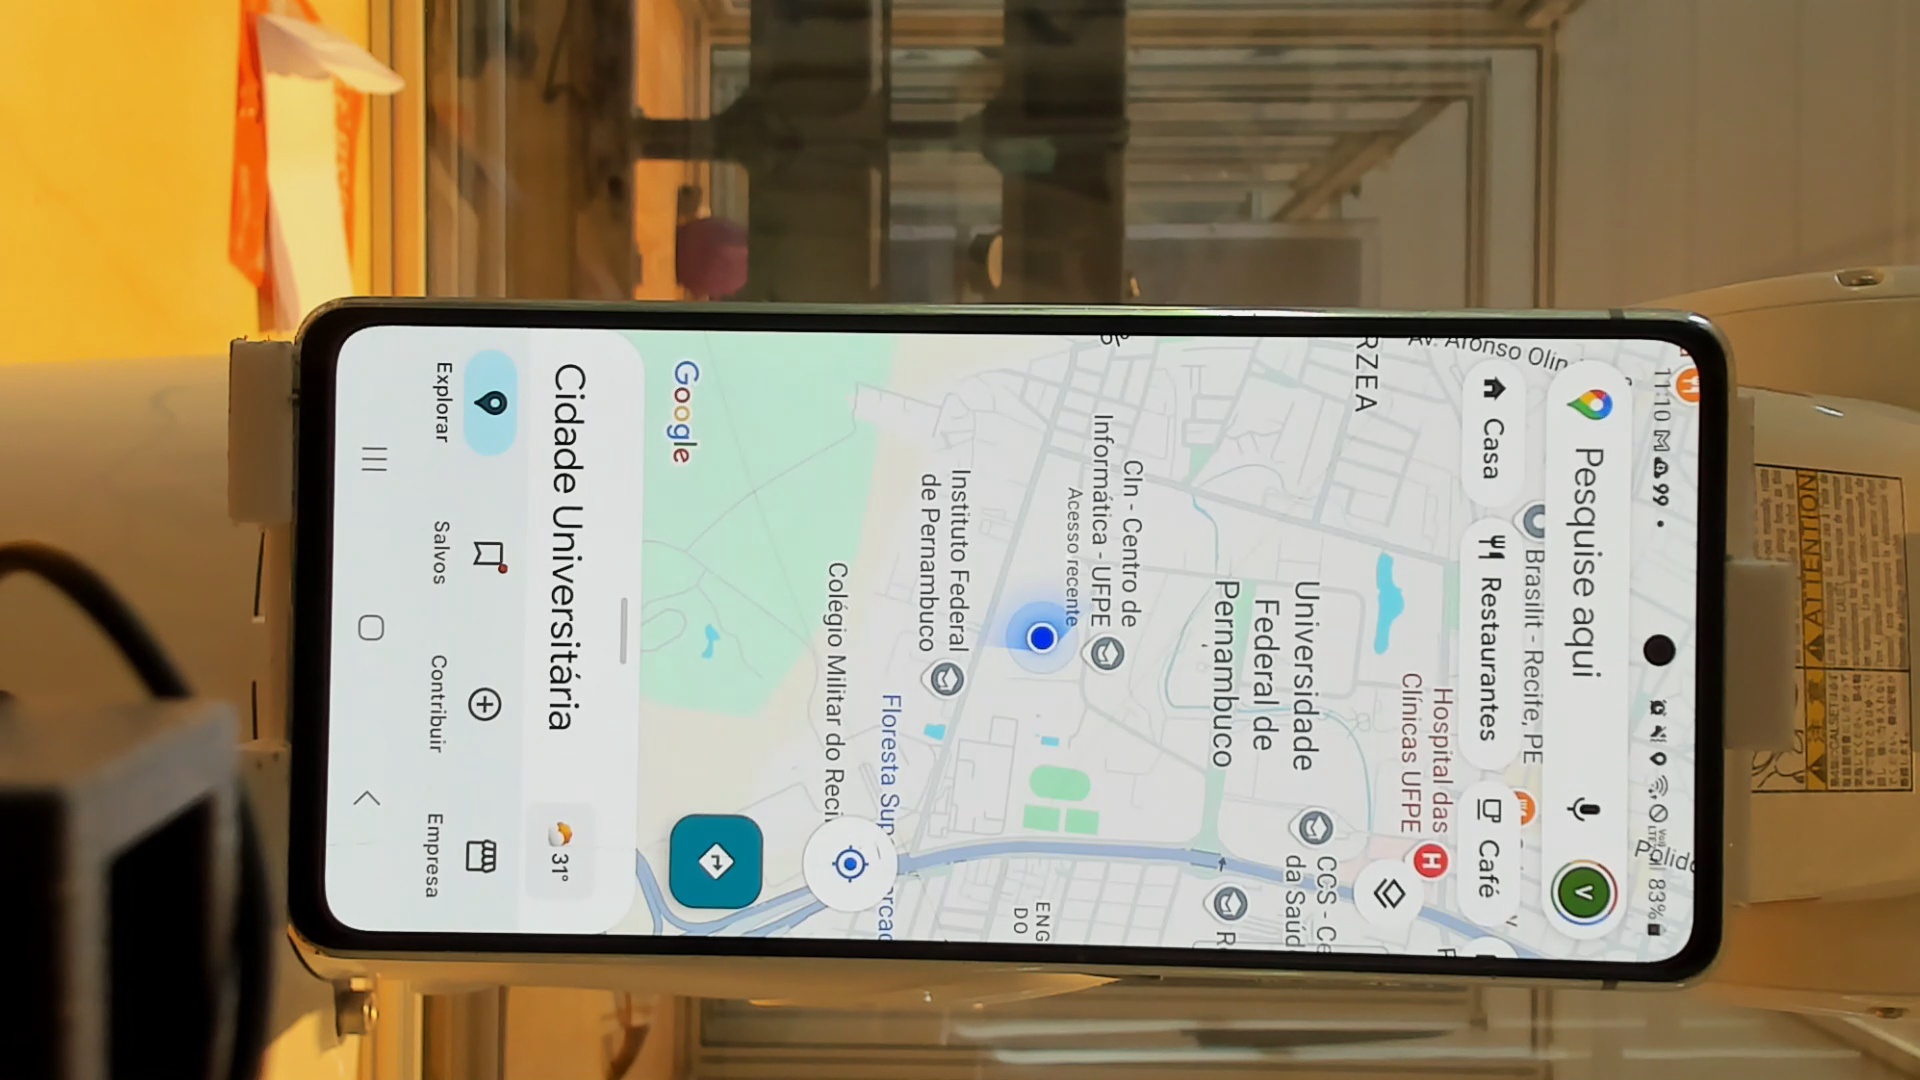 11:10
99
83%
Pesquise aqui
V
Casa
Restaurantes
Café
Av. Afonso Olin
Brasilit - Recife, PE
RZEA
Hospital das
Clínicas UFPE
H
Universidade
Federal de
Pernambuco
CCS - Ce
da Saúd
CIn - Centro de
Informática - UFPE
Acesso recente
Instituto Federal
de Pernambuco
ENG
DO
Floresta Sup
ercad
Colégio Militar do Reci
Google
Cidade Universitária
31°
Explorar
Salvos
Contribuir
Empresa
ATTENTION